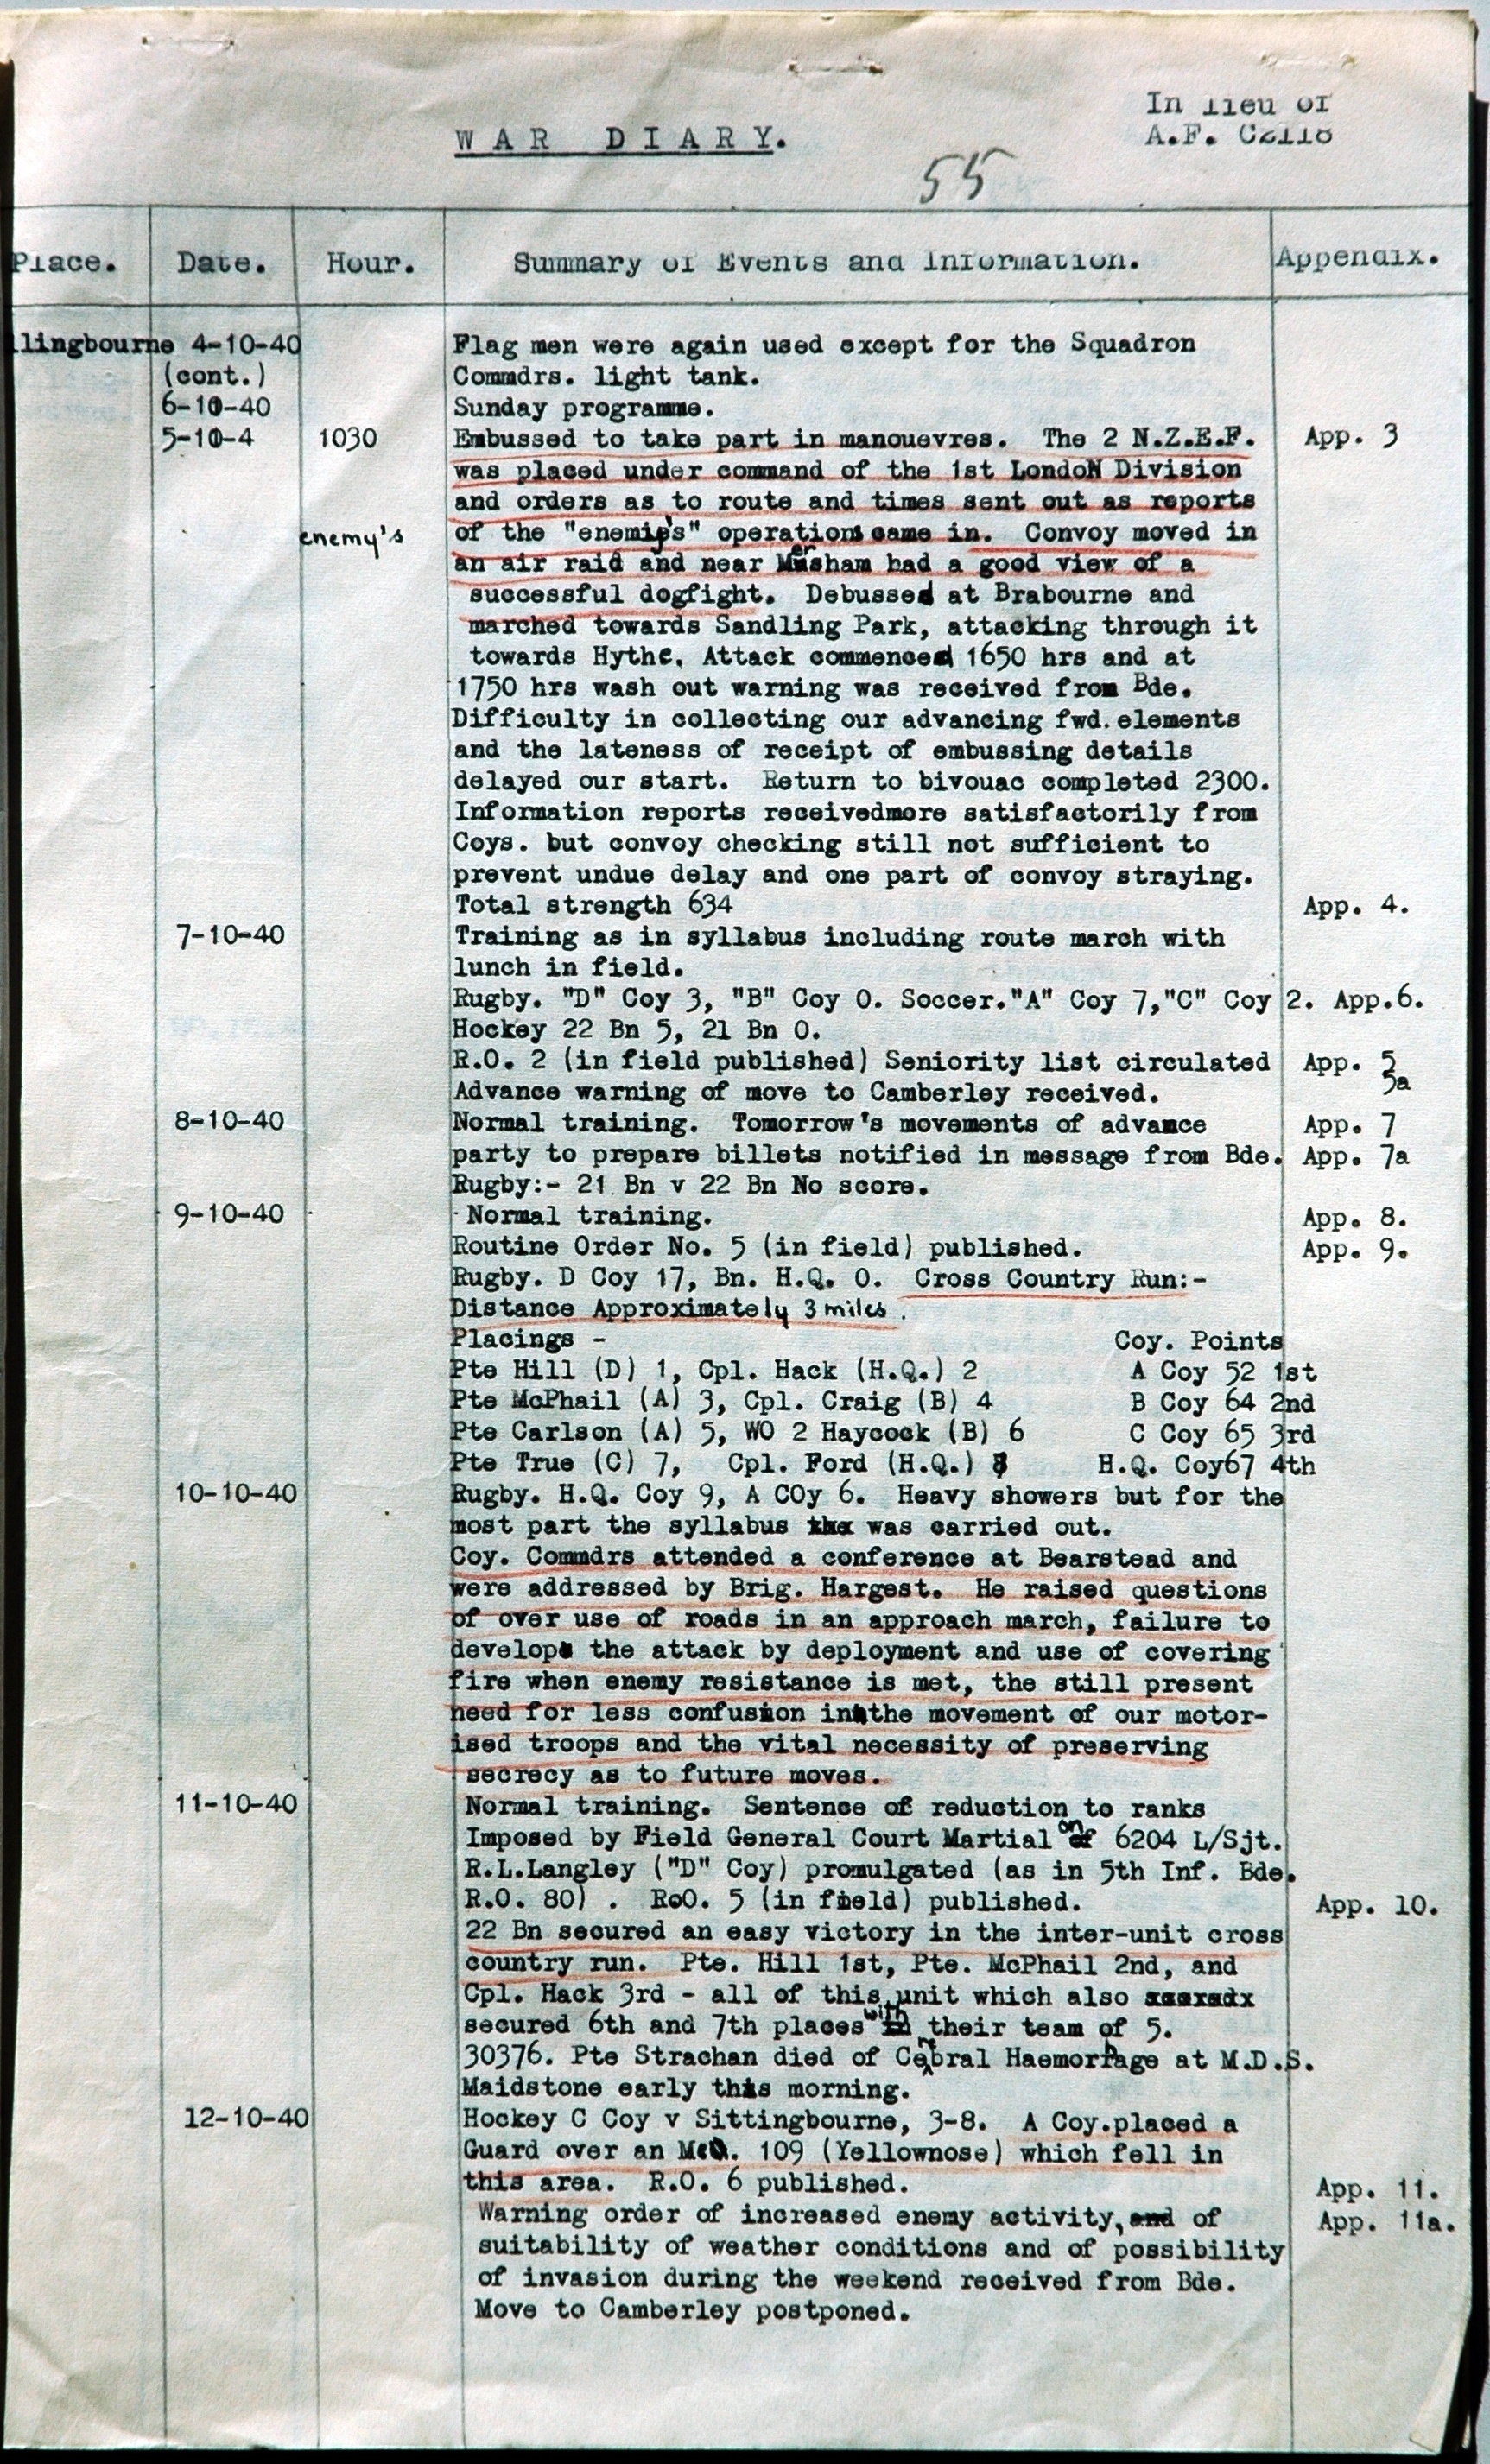 In lieu of
WAR DIARY.
A.F. C2118
55
Place. Date. Hour. Summary of Events and Information. Appendix.
llingbourne 4-10-40 Flag men were again used except for the Squadron
(cont.) Commdrs. light tank.
6-10-40 Sunday programme.
5-10-4 1030 Embussed to take part in manouevres. The 2 N.Z.E.F. App. 3
was placed under command of the 1st LondoN Division
and orders as to route and times sent out as reports
enemy's of the "enemy's" operations came in. Convoy moved in
an air raid and near Mersham had a good view of a
successful dogfight. Debussed at Brabourne and
marched towards Sandling Park, attacking through it
towards Hythe. Attack commenced 1650 hrs and at
1750 hrs wash out warning was received from Bde.
Difficulty in collecting our advancing fwd. elements
and the lateness of receipt of embussing details
delayed our start. Return to bivouac completed 2300.
Information reports receivedmore satisfactorily from
Coys. but convoy checking still not sufficient to
prevent undue delay and one part of convoy straying.
Total strength 634 App. 4.
7-10-40 Training as in syllabus including route march with
lunch in field.
Rugby. "D" Coy 3, "B" Coy 0. Soccer."A" Coy 7,"C" Coy 2. App.6.
Hockey 22 Bn 5, 21 Bn 0.
R.O. 2 (in field published) Seniority list circulated App. 5
Advance warning of move to Camberley received. 5a
8-10-40 Normal training. Tomorrow's movements of advance App. 7
party to prepare billets notified in message from Bde. App. 7a
Rugby:- 21 Bn v 22 Bn No score.
9-10-40 Normal training. App. 8.
Routine Order No. 5 (in field) published. App. 9.
Rugby. D Coy 17, Bn. H.Q. 0. Cross Country Run:-
Distance Approximately 3 miles.
Placings - Coy. Points
Pte Hill (D) 1, Cpl. Hack (H.Q.) 2 A Coy 52 1st
Pte McPhail (A) 3, Cpl. Craig (B) 4 B Coy 64 2nd
Pte Carlson (A) 5, WO 2 Haycock (B) 6 C Coy 65 3rd
Pte True (C) 7, Cpl. Ford (H.Q.) 8 H.Q. Coy67 4th
10-10-40 Rugby. H.Q. Coy 9, A COy 6. Heavy showers but for the
most part the syllabus was carried out.
Coy. Commdrs attended a conference at Bearstead and
were addressed by Brig. Hargest. He raised questions
of over use of roads in an approach march, failure to
develop the attack by deployment and use of covering
fire when enemy resistance is met, the still present
need for less confusion in the movement of our motor-
ised troops and the vital necessity of preserving
secrecy as to future moves.
11-10-40 Normal training. Sentence of reduction to ranks
Imposed by Field General Court Martial on 6204 L/Sjt.
R.L.Langley ("D" Coy) promulgated (as in 5th Inf. Bde.
R.O. 80) . R.O. 5 (in field) published. App. 10.
22 Bn secured an easy victory in the inter-unit cross
country run. Pte. Hill 1st, Pte. McPhail 2nd, and
Cpl. Hack 3rd - all of this unit which also
secured 6th and 7th places with their team of 5.
30376. Pte Strachan died of Cerebral Haemorrhage at M.D.S.
Maidstone early this morning.
12-10-40 Hockey C Coy v Sittingbourne, 3-8. A Coy.placed a
Guard over an Me. 109 (Yellownose) which fell in
this area. R.O. 6 published. App. 11.
Warning order of increased enemy activity, of App. 11a.
suitability of weather conditions and of possibility
of invasion during the weekend received from Bde.
Move to Camberley postponed.